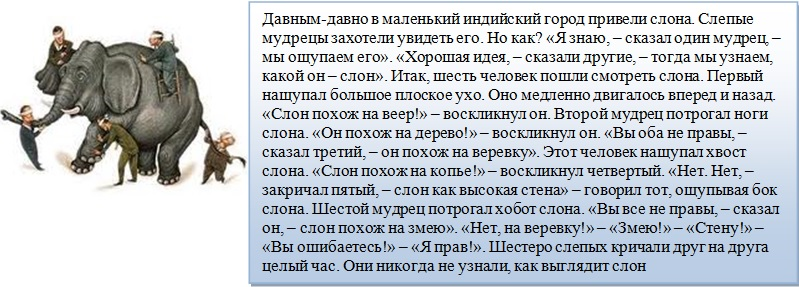 Давным-давно в маленький индийский город привели слона. Слепые
мудрецы захотели увидеть его. Но как? «Я знаю, – сказал один мудрец, –
мы ощупаем его». «Хорошая идея, – сказали другие, – тогда мы узнаем,
какой он – слон». Итак, шесть человек пошли смотреть слона. Первый
нащупал большое плоское ухо. Оно медленно двигалось вперед и назад.
«Слон похож на веер!» – воскликнул он. Второй мудрец потрогал ноги
слона. «Он похож на дерево!» – воскликнул он. «Вы оба не правы, –
сказал третий, – он похож на веревку». Этот человек нащупал хвост
слона. «Слон похож на копье!» – воскликнул четвертый. «Нет. Нет, –
закричал пятый, – слон как высокая стена» – говорил тот, ощупывая бок
слона. Шестой мудрец потрогал хобот слона. «Вы все не правы, – сказал
он, – слон похож на змею». «Нет, на веревку!» – «Змею!» – «Стену!» –
«Вы ошибаетесь!» – «Я прав!». Шестеро слепых кричали друг на друга
целый час. Они никогда не узнали, как выглядит слон